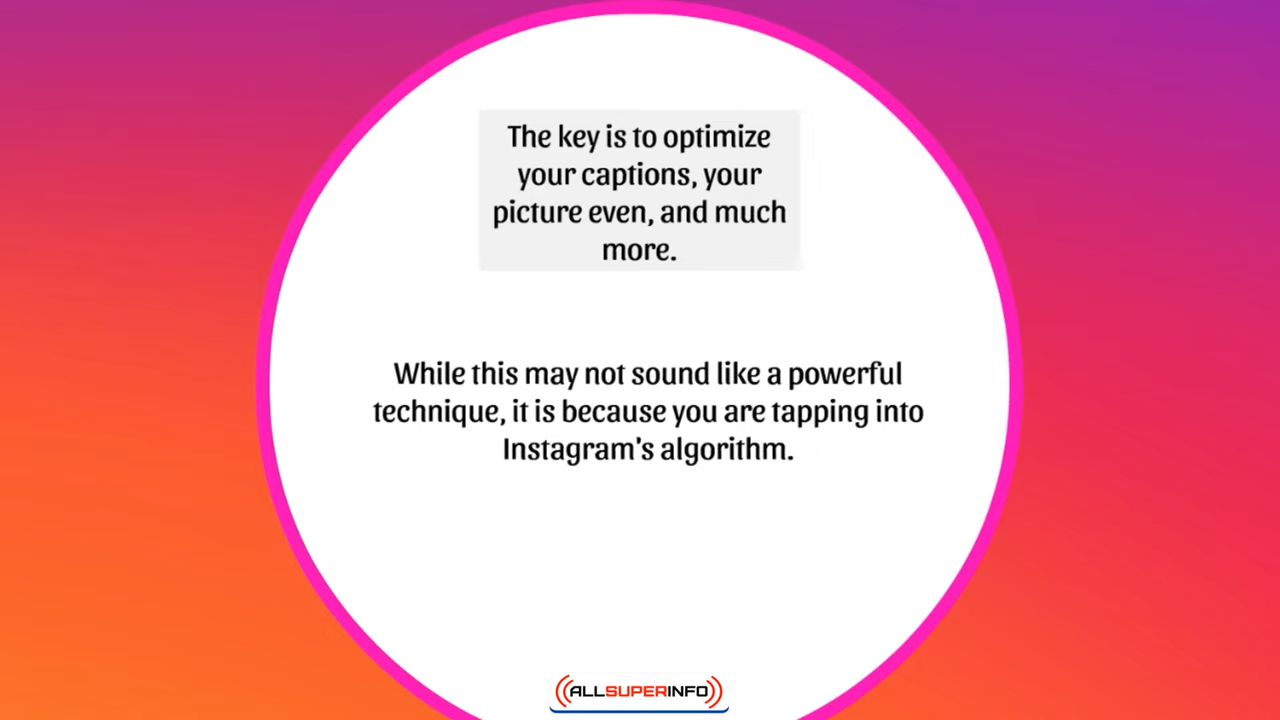 The key is to optimize
your captions, your
picture even, and much
more.
While this may not sound like a powerful
technique, it is because you are tapping into
Instagram's algorithm.
ALLSUPERINFO